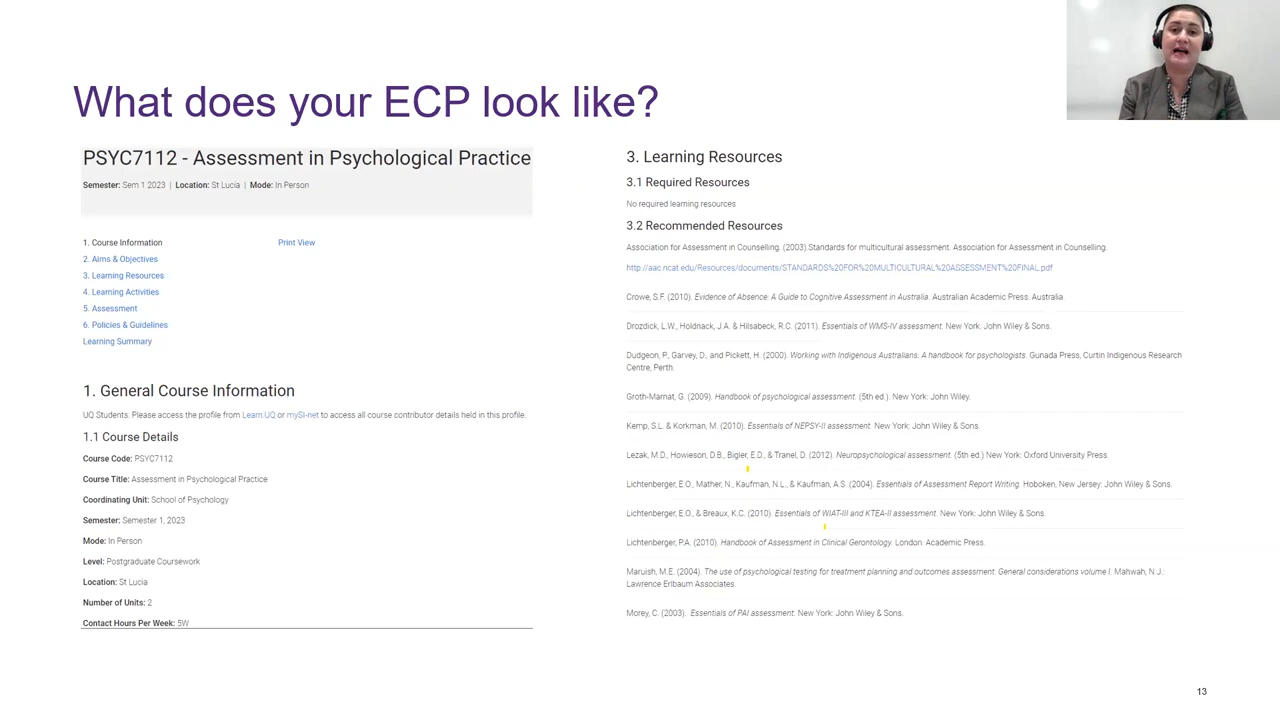 What does your ECP look like?
PSYC7112 - Assessment in Psychological Practice
Semester: Sem 1 2023 | Location: St Lucia | Mode: In Person
1. Course Information
Print View
2. Aims & Objectives
3. Learning Resources
4. Learning Activities
5. Assessment
6. Policies & Guidelines
Learning Summary
1. General Course Information
UQ Students: Please access the profile from Learn.UQ or mySI-net to access all course contributor details held in this profile.
1.1 Course Details
Course Code: PSYC7112
Course Title: Assessment in Psychological Practice
Coordinating Unit: School of Psychology
Semester: Semester 1, 2023
Mode: In Person
Level: Postgraduate Coursework
Location: St Lucia
Number of Units: 2
Contact Hours Per Week: 5W
3. Learning Resources
3.1 Required Resources
No required learning resources
3.2 Recommended Resources
Association for Assessment in Counselling. (2003).Standards for multicultural assessment. Association for Assessment in Counselling.
http://aac.ncat.edu/Resources/documents/STANDARDS%20FOR%20MULTICULTURAL%20ASSESSMENT%20FINAL.pdf
Crowe, S.F. (2010). Evidence of Absence: A Guide to Cognitive Assessment in Australia. Australian Academic Press. Australia.
Drozdick, L.W., Holdnack, J.A. & Hilsabeck, R.C. (2011). Essentials of WMS-IV assessment. New York: John Wiley & Sons.
Dudgeon, P., Garvey, D., and Pickett, H. (2000). Working with Indigenous Australians: A handbook for psychologists. Gunada Press, Curtin Indigenous Research
Centre, Perth.
Groth-Marnat, G. (2009). Handbook of psychological assessment. (5th ed.). New York: John Wiley.
Kemp, S.L. & Korkman, M. (2010). Essentials of NEPSY-II assessment. New York: John Wiley & Sons.
Lezak, M.D., Howieson, D.B., Bigler, E.D., & Tranel, D. (2012). Neuropsychological assessment. (5th ed.) New York: Oxford University Press.
Lichtenberger, E.O., Mather, N., Kaufman, N.L., & Kaufman, A.S. (2004). Essentials of Assessment Report Writing. Hoboken, New Jersey: John Wiley & Sons.
Lichtenberger, E.O., & Breaux, K.C. (2010). Essentials of WIAT-III and KTEA-II assessment. New York: John Wiley & Sons.
Lichtenberger, P.A. (2010). Handbook of Assessment in Clinical Gerontology. London: Academic Press.
Maruish, M.E. (2004). The use of psychological testing for treatment planning and outcomes assessment: General considerations volume I. Mahwah, N.J.:
Lawrence Erlbaum Associates.
Morey, C. (2003). Essentials of PAI assessment. New York: John Wiley & Sons.
13